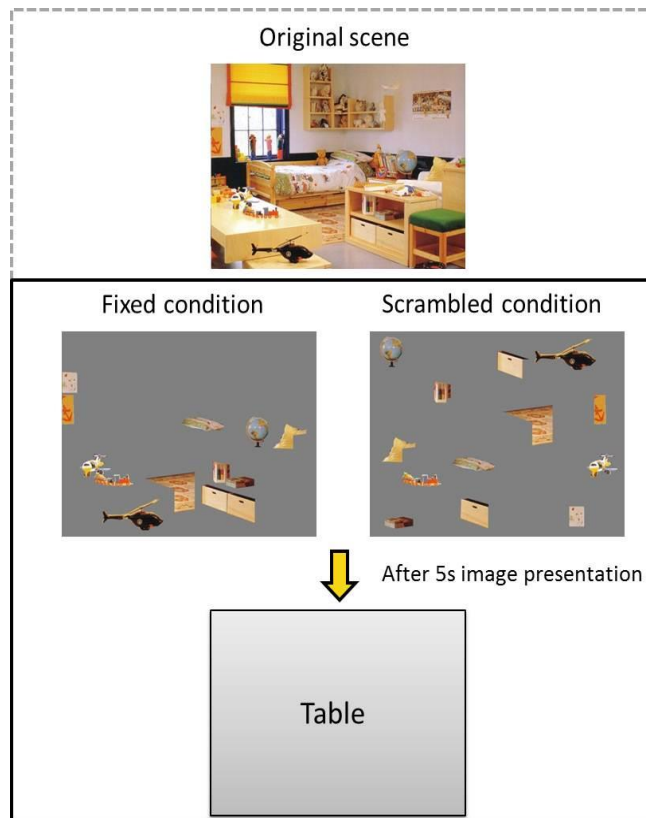 Original scene
Fixed condition
Scrambled condition
After 5s image presentation
Table